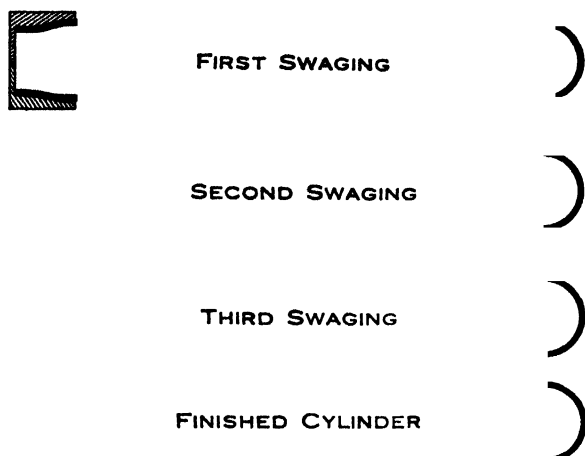 First Swaging
Second Swaging
Third Swaging
Finished Cylinder